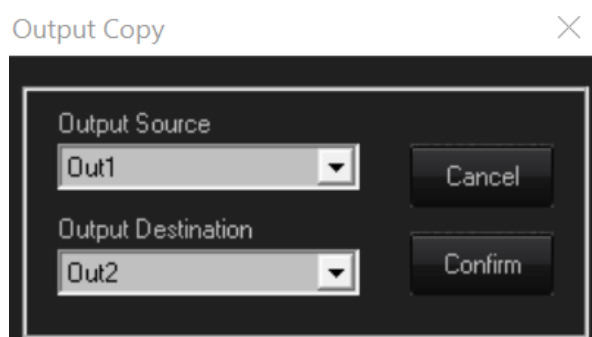 Output Copy
Output Source
Out1
Cancel
Output Destination
Out2
Confirm